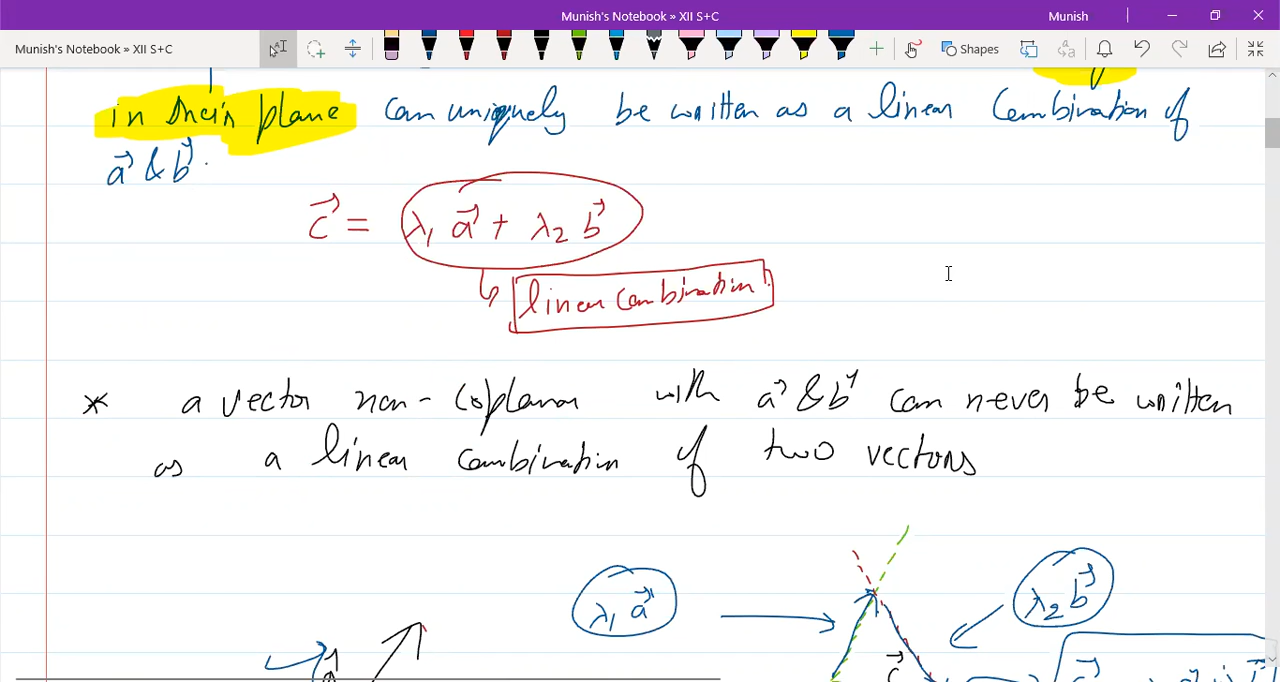 Munish's Notebook » XII S+C
Munish
Munish's Notebook » XII S+C
Shapes
in their plane can uniquely be written as a linear combination of
a⃗ & b⃗.
c⃗ = λ₁ a⃗ + λ₂ b⃗
linear combination
* a vector non-coplanar with a⃗ & b⃗ can never be written
as a linear combination of two vectors
λ₁ a⃗
λ₂ b⃗
c⃗